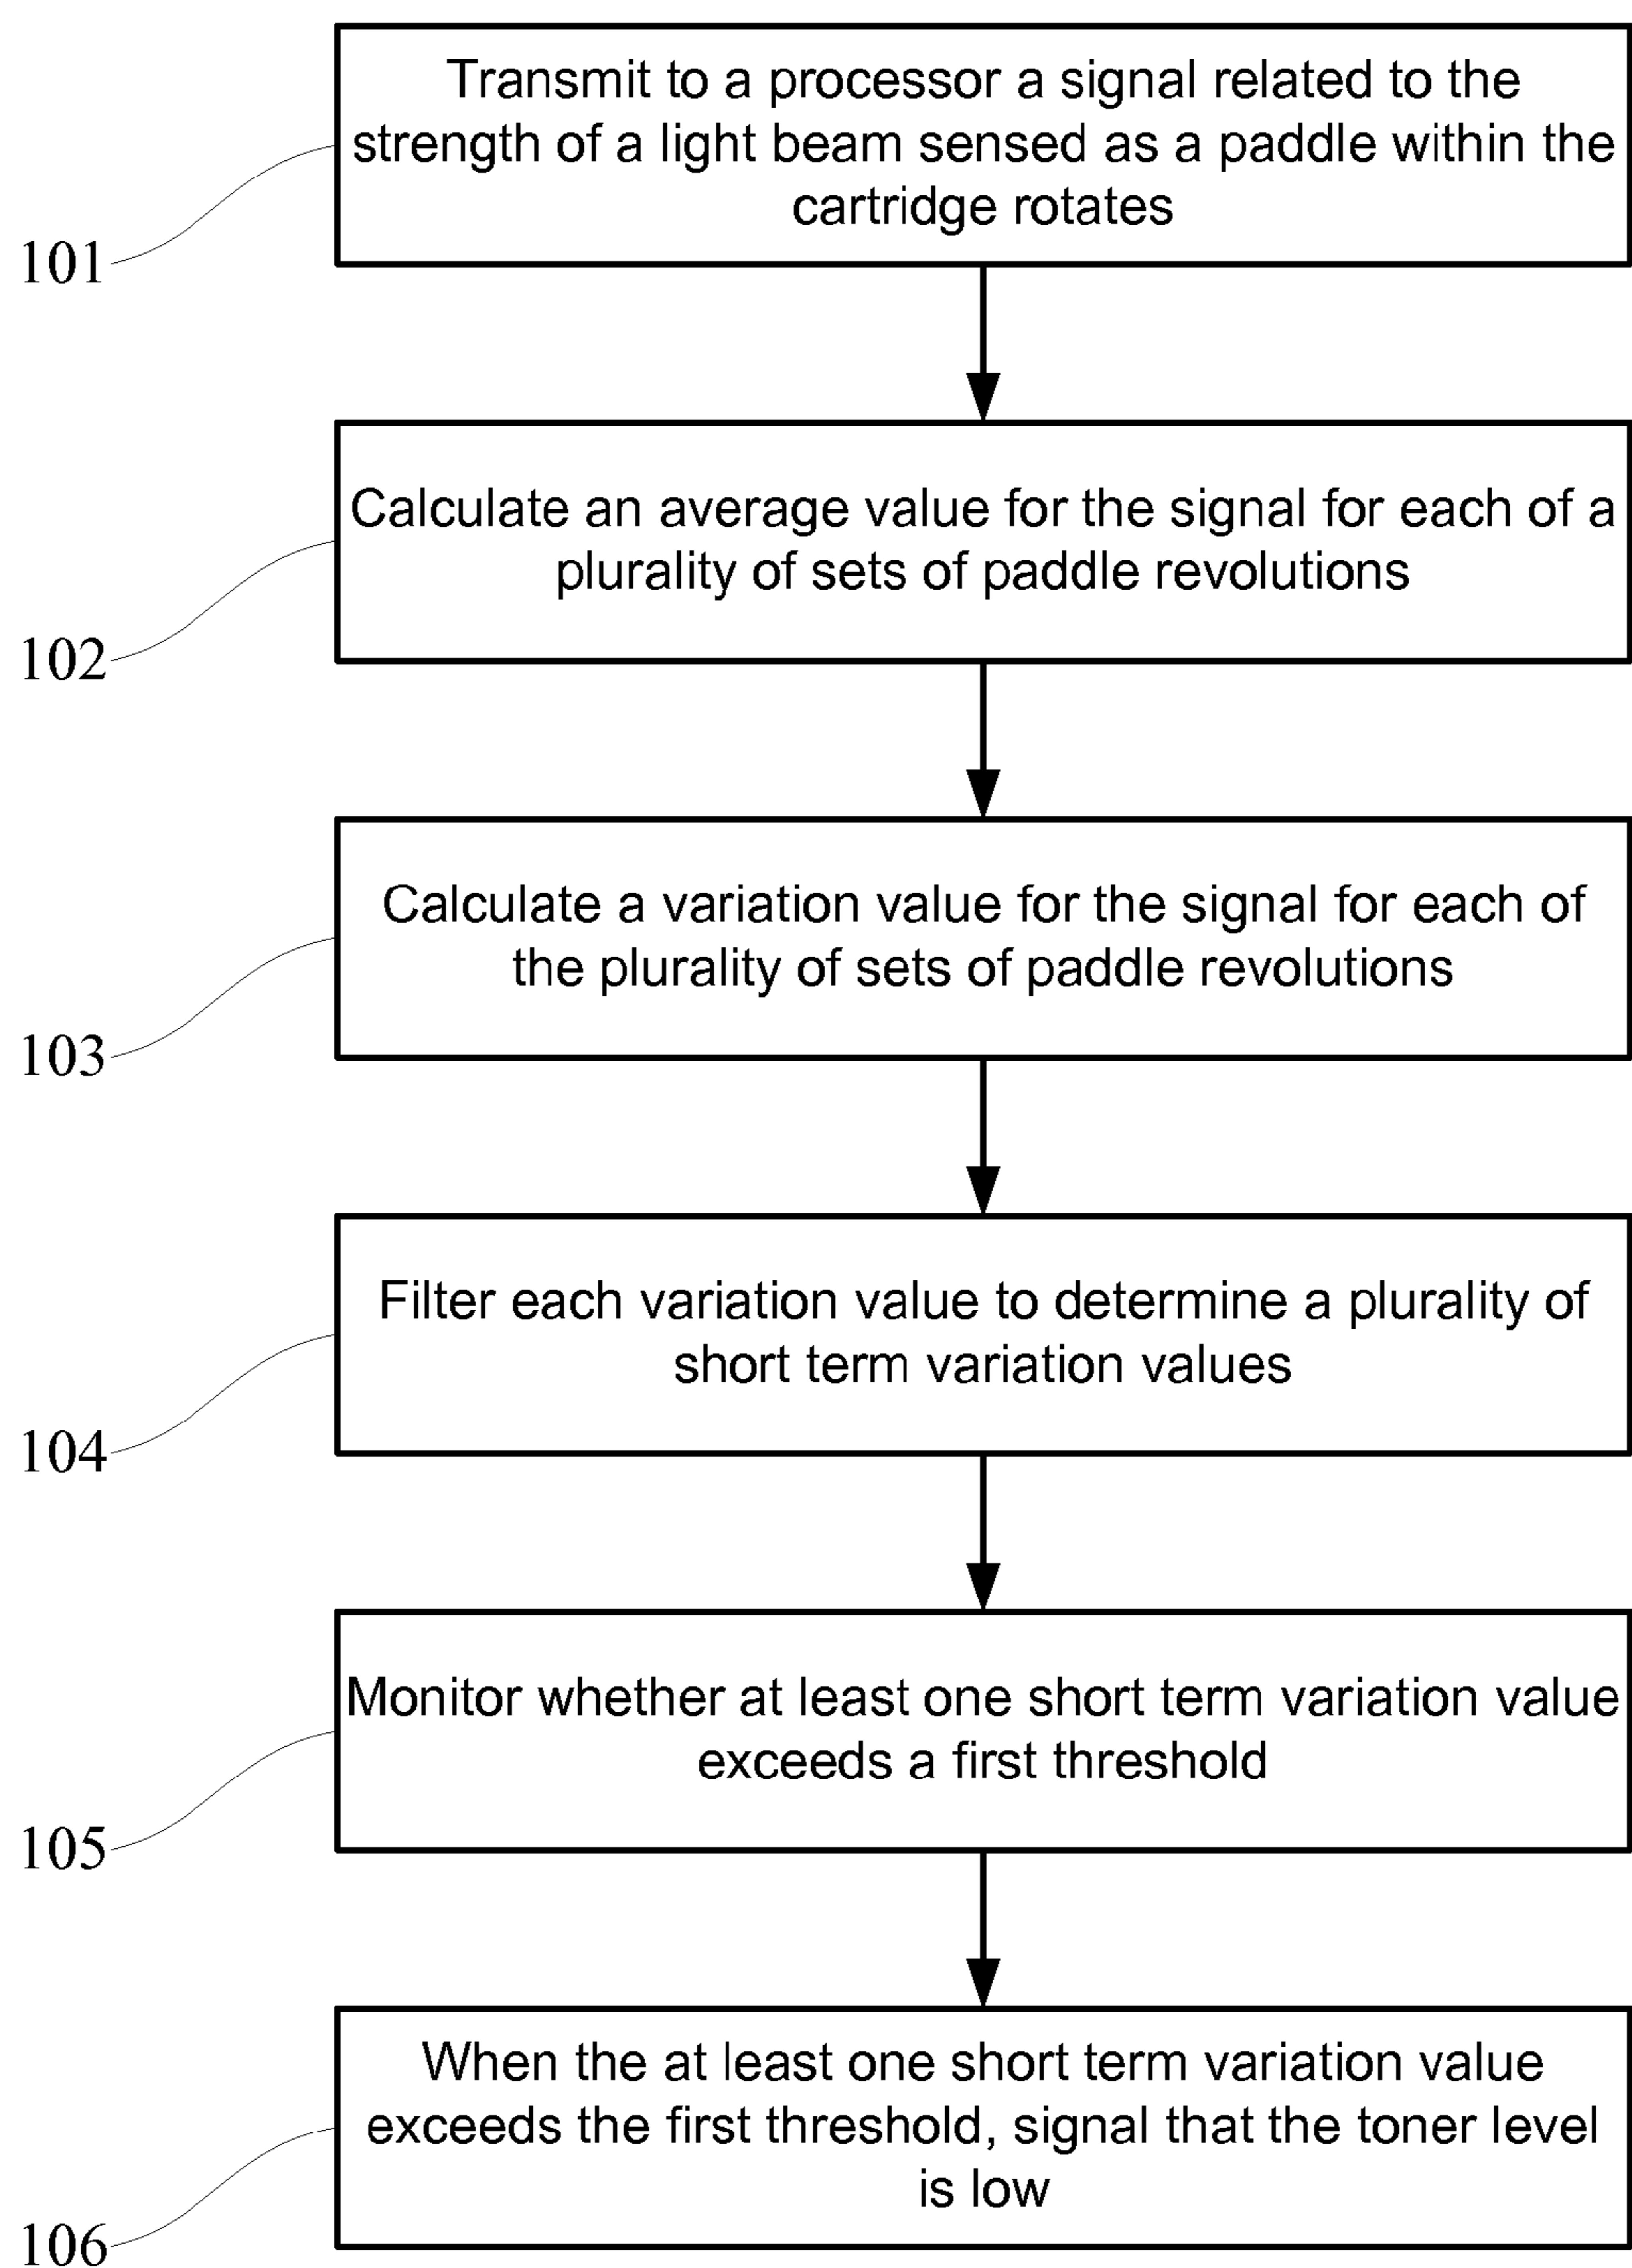 Transmit to a processor a signal related to the
strength of a light beam sensed as a paddle within the
cartridge rotates
101
Calculate an average value for the signal for each of a
plurality of sets of paddle revolutions
102
Calculate a variation value for the signal for each of
the plurality of sets of paddle revolutions
103
Filter each variation value to determine a plurality of
short term variation values
104
Monitor whether at least one short term variation value
exceeds a first threshold
105
When the at least one short term variation value
exceeds the first threshold, signal that the toner level
is low
106